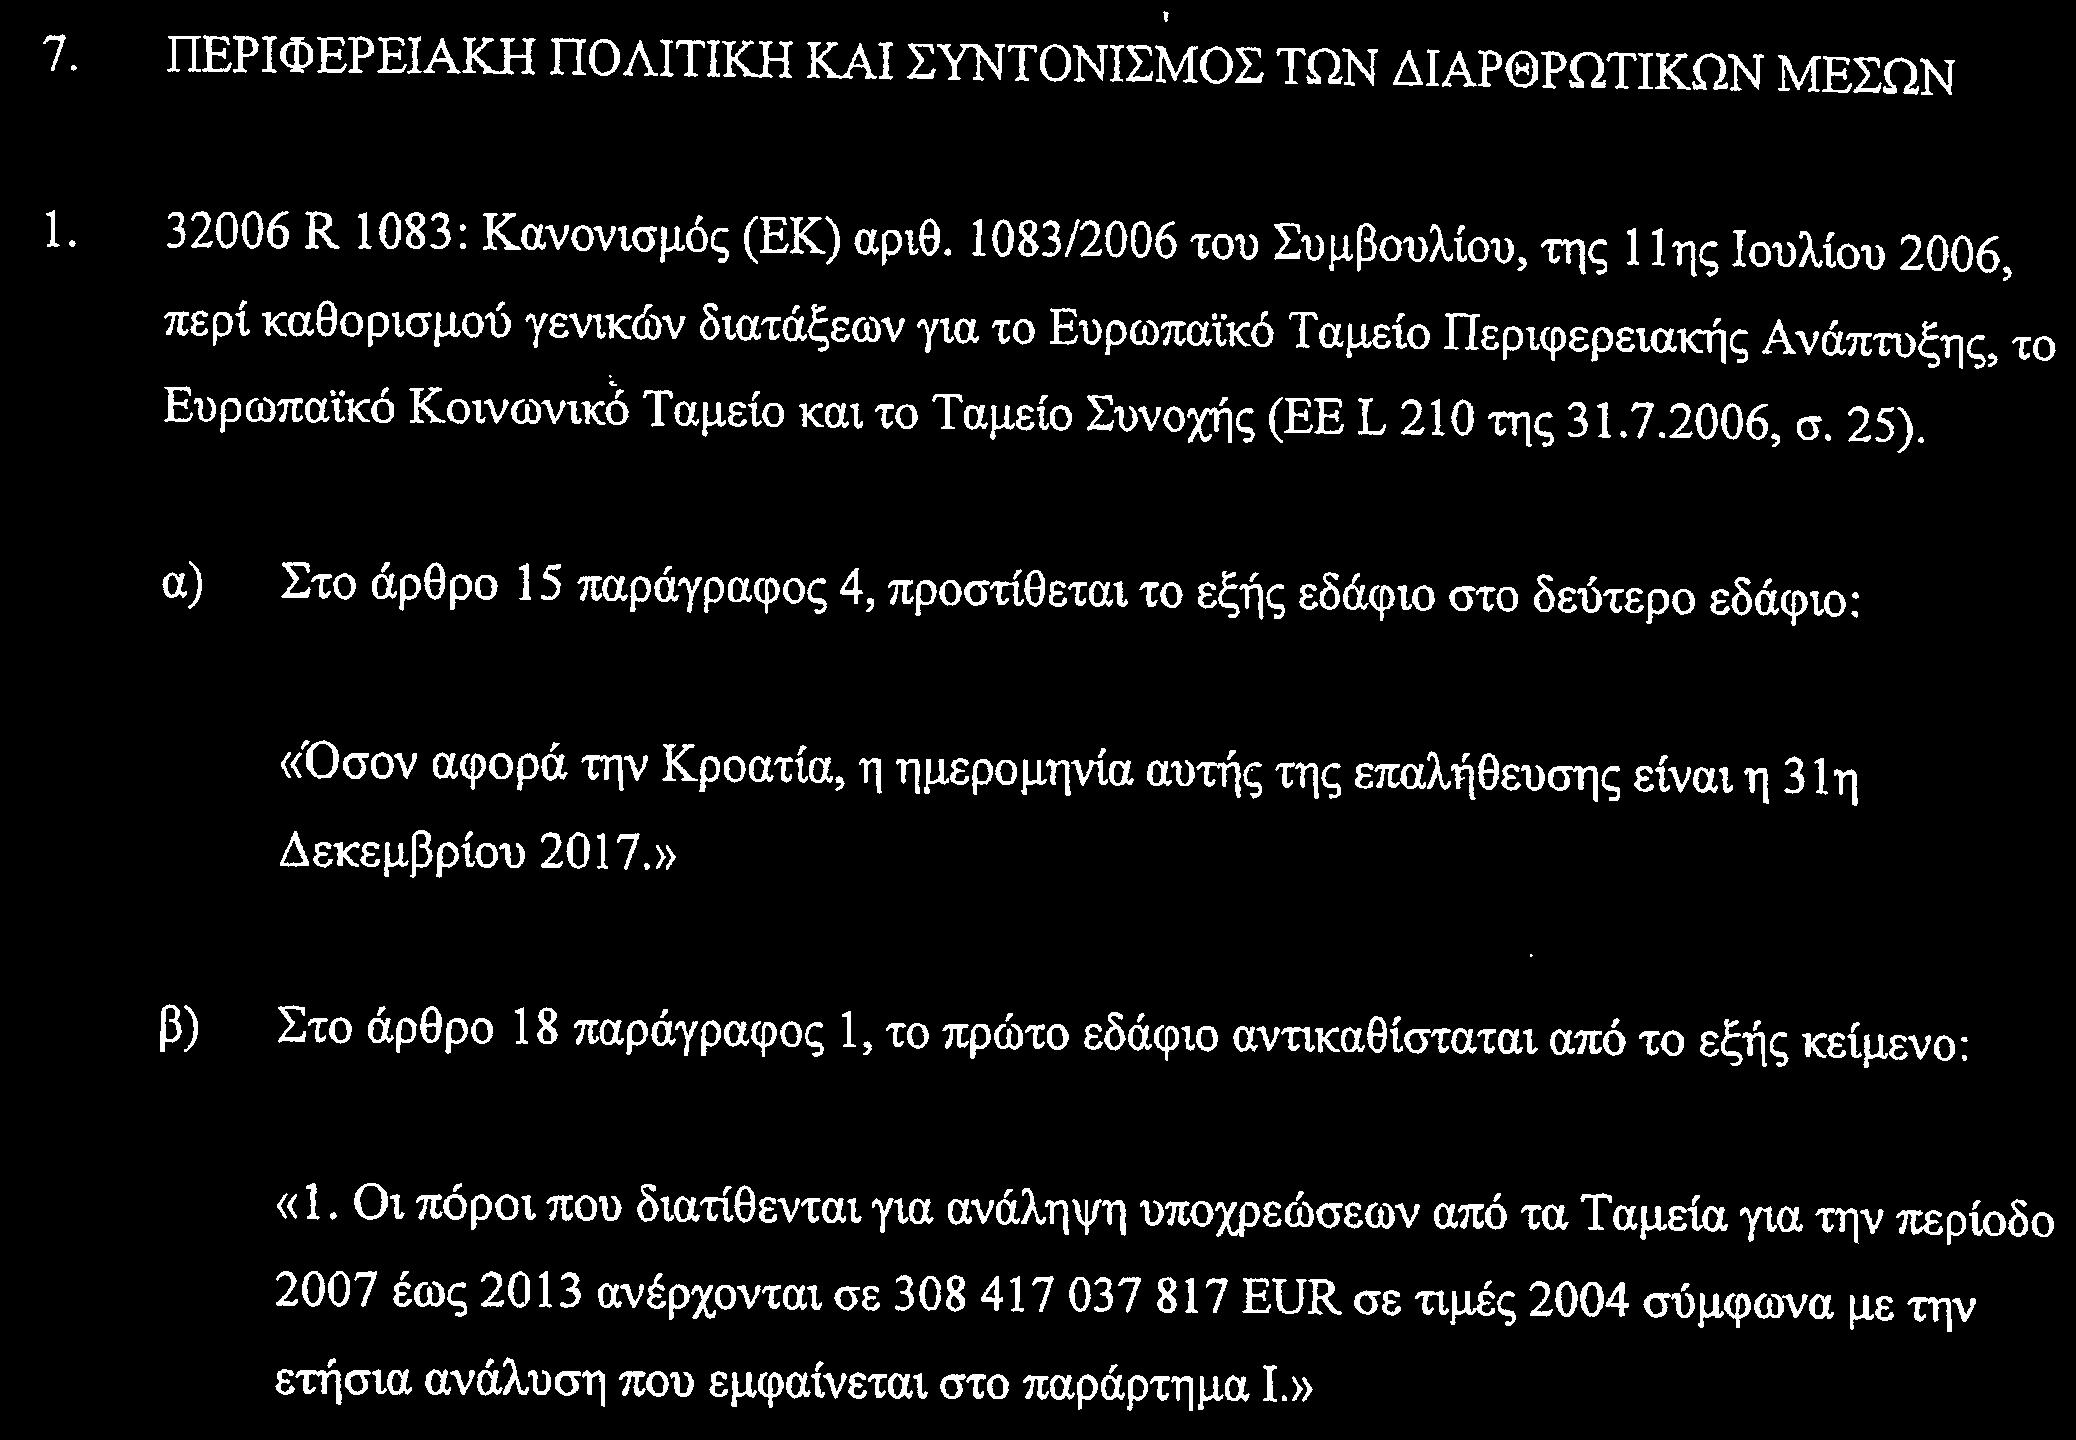 7. ΠΕΡΙΦΕΡΕΙΑΚΗ ΠΟΛΙΤΙΚΗ ΚΑΙ ΣΥΝΤΟΝΙΣΜΟΣ ΤΩΝ ΔΙΑΡΘΡΩΤΙΚΩΝ ΜΕΣΩΝ
1. 32006 R 1083: Κανονισμός (ΕΚ) αριθ. 1083/2006 του Συμβουλίου, της 11ης Ιουλίου 2006,
περί καθορισμού γενικών διατάξεων για το Ευρωπαϊκό Ταμείο Περιφερειακής Ανάπτυξης, το
Ευρωπαϊκό Κοινωνικό Ταμείο και το Ταμείο Συνοχής (ΕΕ L 210 της 31.7.2006, σ. 25).
α) Στο άρθρο 15 παράγραφος 4, προστίθεται το εξής εδάφιο στο δεύτερο εδάφιο:
«Όσον αφορά την Κροατία, η ημερομηνία αυτής της επαλήθευσης είναι η 31η
Δεκεμβρίου 2017.»
β) Στο άρθρο 18 παράγραφος 1, το πρώτο εδάφιο αντικαθίσταται από το εξής κείμενο:
«1. Οι πόροι που διατίθενται για ανάληψη υποχρεώσεων από τα Ταμεία για την περίοδο
2007 έως 2013 ανέρχονται σε 308 417 037 817 EUR σε τιμές 2004 σύμφωνα με την
ετήσια ανάλυση που εμφαίνεται στο παράρτημα Ι.»